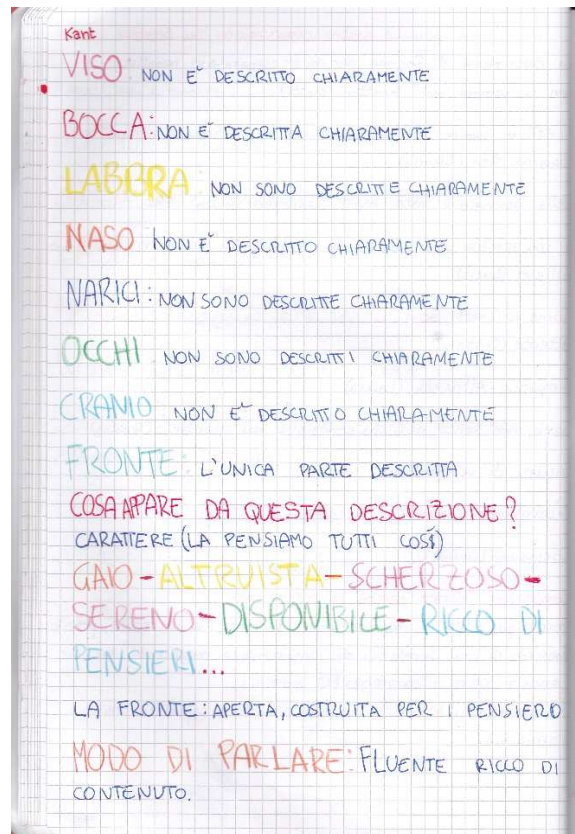 Kant
VISO: NON E` DESCRITTO CHIARAMENTE
BOCCA: NON E` DESCRITTA CHIARAMENTE
LABBRA NON SONO DESCRITTE CHIARAMENTE
NASO NON E` DESCRITTO CHIARAMENTE
NARICI: NON SONO DESCRITTE CHIARAMENTE
OCCHI NON SONO DESCRITTI CHIARAMENTE
CRANIO NON E` DESCRITTO CHIARAMENTE
FRONTE: L'UNICA PARTE DESCRITTA
COSA APPARE DA QUESTA DESCRIZIONE?
CARATTERE (LA PENSIAMO TUTTI COSÍ)
GAIO-ALTRUISTA-SCHERZOSO-
SERENO-DISPONIBILE-RICCO DI
PENSIERI...
LA FRONTE: APERTA, COSTRUITA PER I PENSIERO
MODO DI PARLARE: FLUENTE RICCO DI
CONTENUTO.